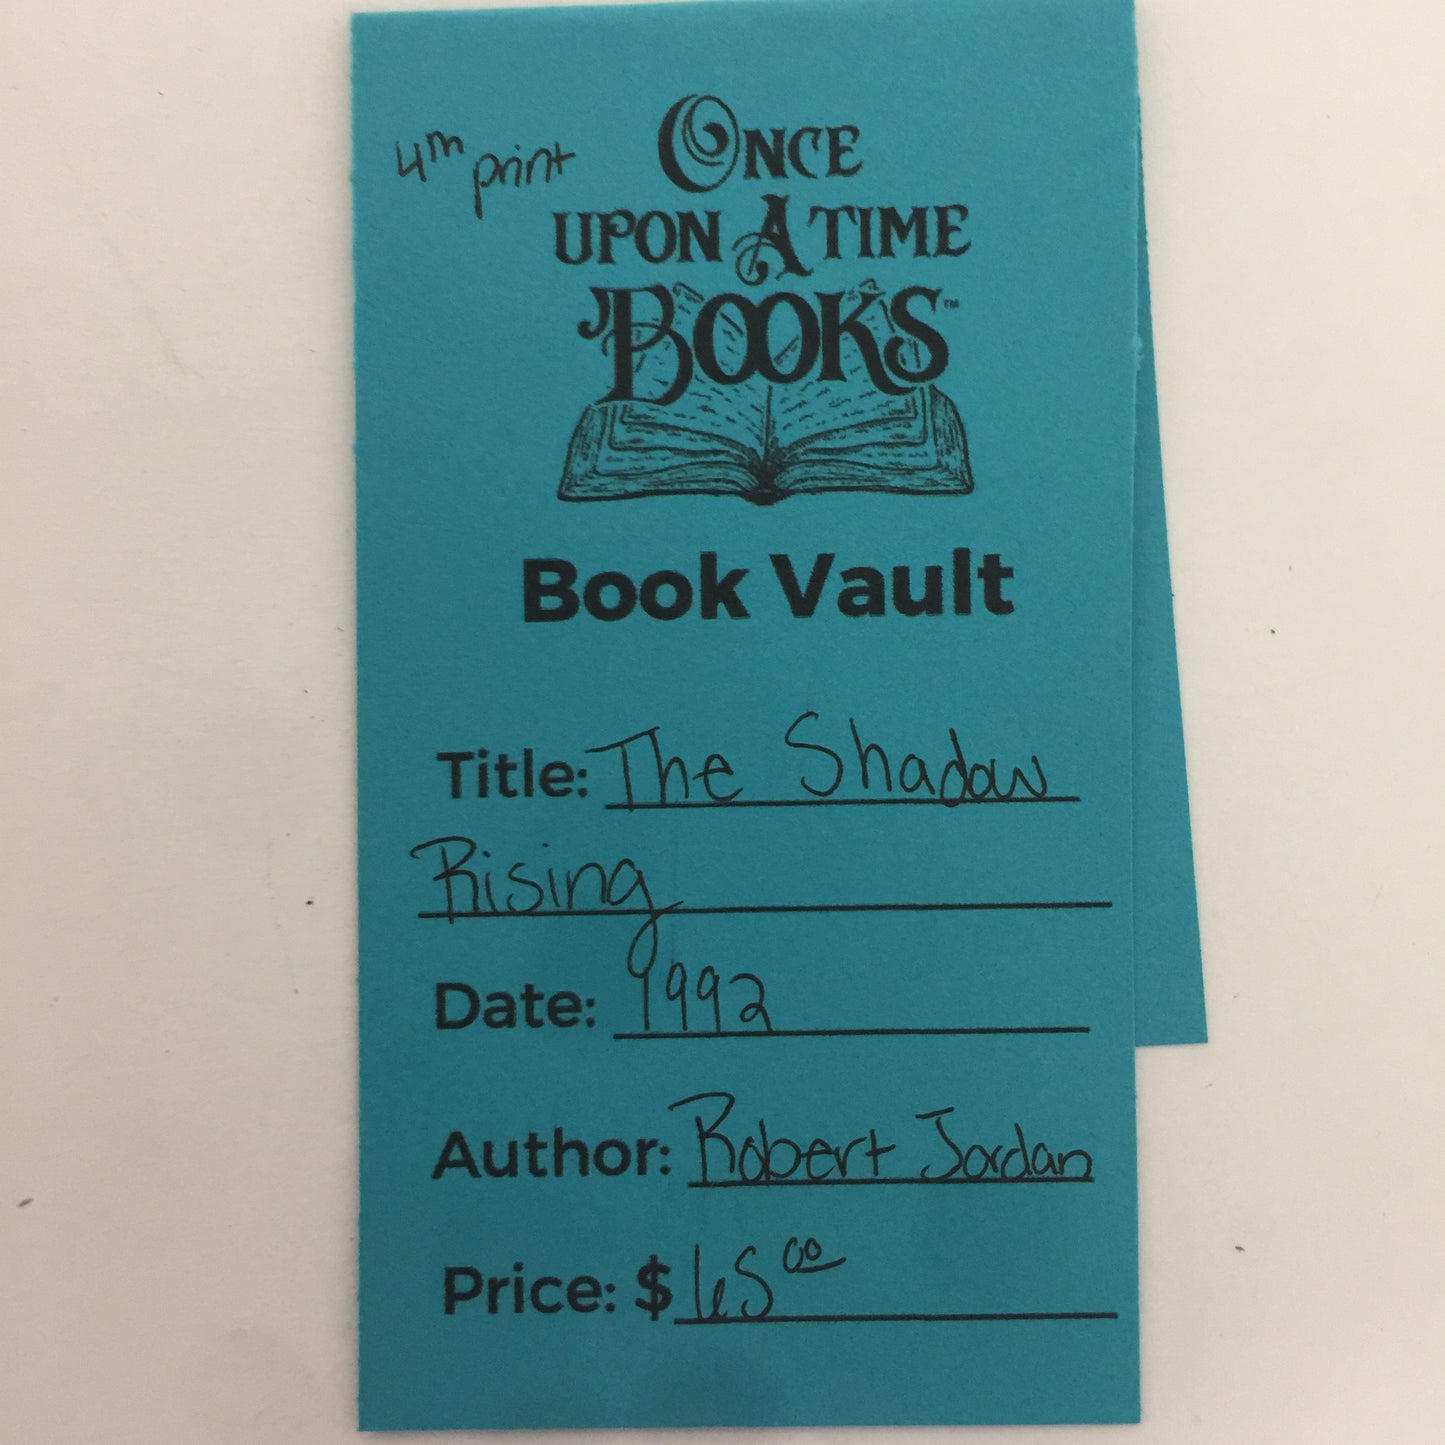 4th print
ONCE
UPON A TIME
BOOKS™
Book Vault
Title: The Shadow
Rising
Date: 1992
Author: Robert Jordan
Price: $ 65 00